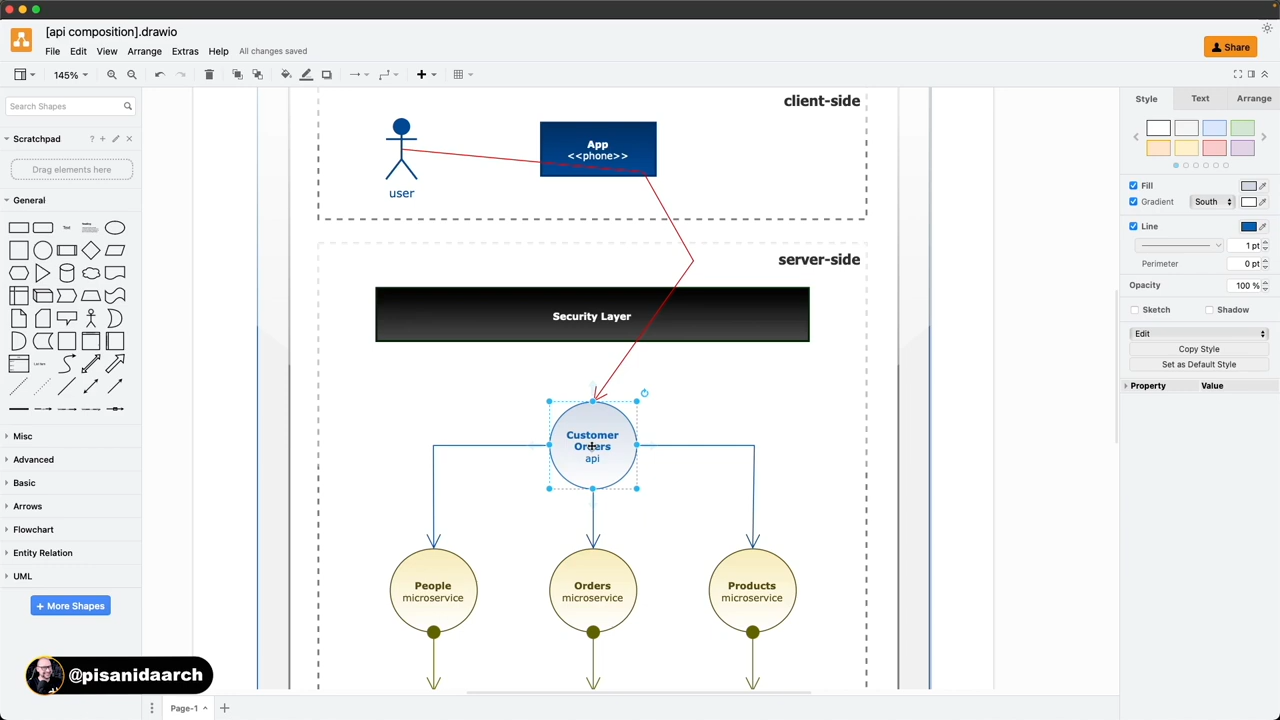 [api composition].drawio
File Edit View Arrange Extras Help All changes saved
Share
145%
Search Shapes
Scratchpad
?
Drag elements here
General
Text
Heading
List Item
Misc
Advanced
Basic
Arrows
Flowchart
Entity Relation
UML
+ More Shapes
client-side
user
App
<<phone>>
server-side
Security Layer
Customer
Orders
api
People
microservice
Orders
microservice
Products
microservice
Style Text Arrange
Fill
Gradient South
Line
1 pt
Perimeter 0 pt
Opacity 100 %
Sketch Shadow
Edit
Copy Style
Set as Default Style
Property Value
@pisanidaarch
Page-1